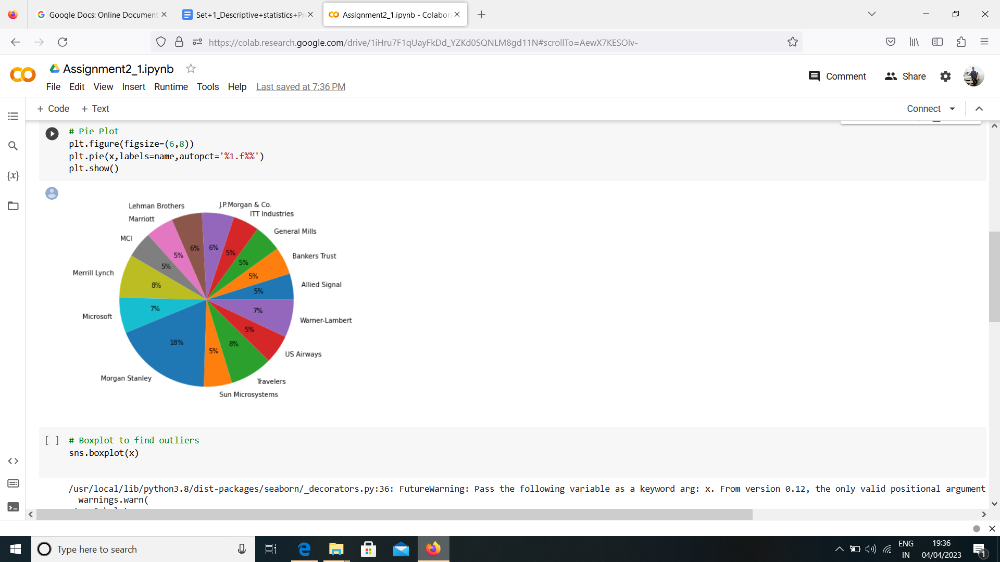 Google Docs: Online Document
Set+1_Descriptive+statistics+Pr
Assignment2_1.ipynb - Colabora
https://colab.research.google.com/drive/1iHru7F1qUayFkDd_YZKd0SQNLM8gd11N#scrollTo=AewX7KESOlv-
Assignment2_1.ipynb
Comment
Share
File Edit View Insert Runtime Tools Help Last saved at 7:36 PM
+ Code + Text
Connect
# Pie Plot
plt.figure(figsize=(6,8))
{x}
plt.pie(x,labels=name,autopct='%1.f%%')
plt.show()
Lehman Brothers
J.P.Morgan & Co.
ITT Industries
Marriott
General Mills
MCI
6%
6%
5%
5%
Bankers Trust
5%
5%
Merrill Lynch
5%
8%
Allied Signal
5%
Microsoft
7%
7%
Warner-Lambert
5%
18%
8%
5%
US Airways
Morgan Stanley
Travelers
Sun Microsystems
[ ] # Boxplot to find outliers
sns.boxplot(x)
/usr/local/lib/python3.8/dist-packages/seaborn/_decorators.py:36: FutureWarning: Pass the following variable as a keyword arg: x. From version 0.12, the only valid positional argument
warnings.warn(
Type here to search
ENG
IN
19:36
04/04/2023
1